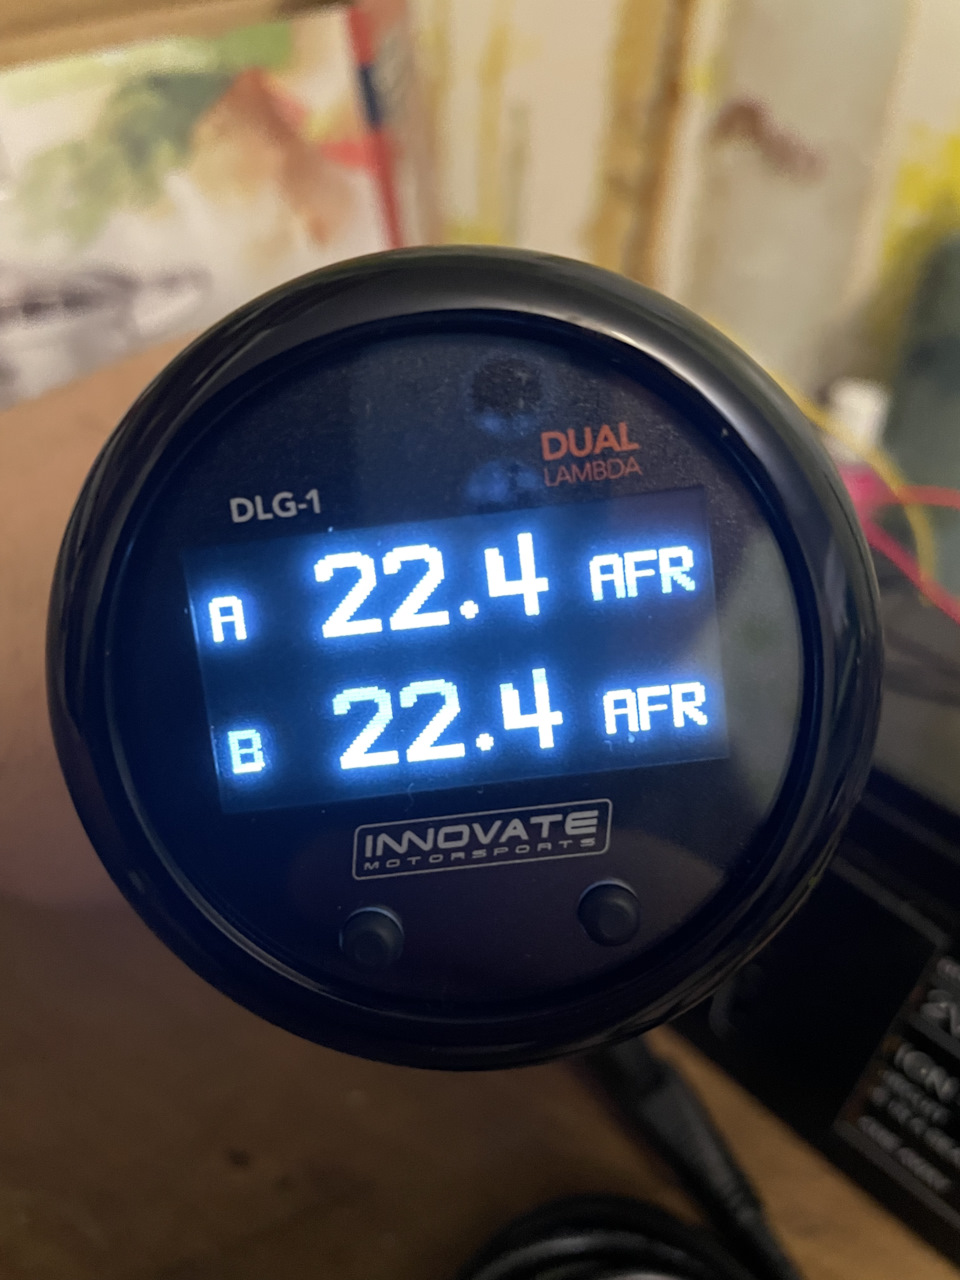 DUAL
LAMBDA
DLG-1
A 22.4 AFR
B 22.4 AFR
INNOVATE
MOTORSPORTS